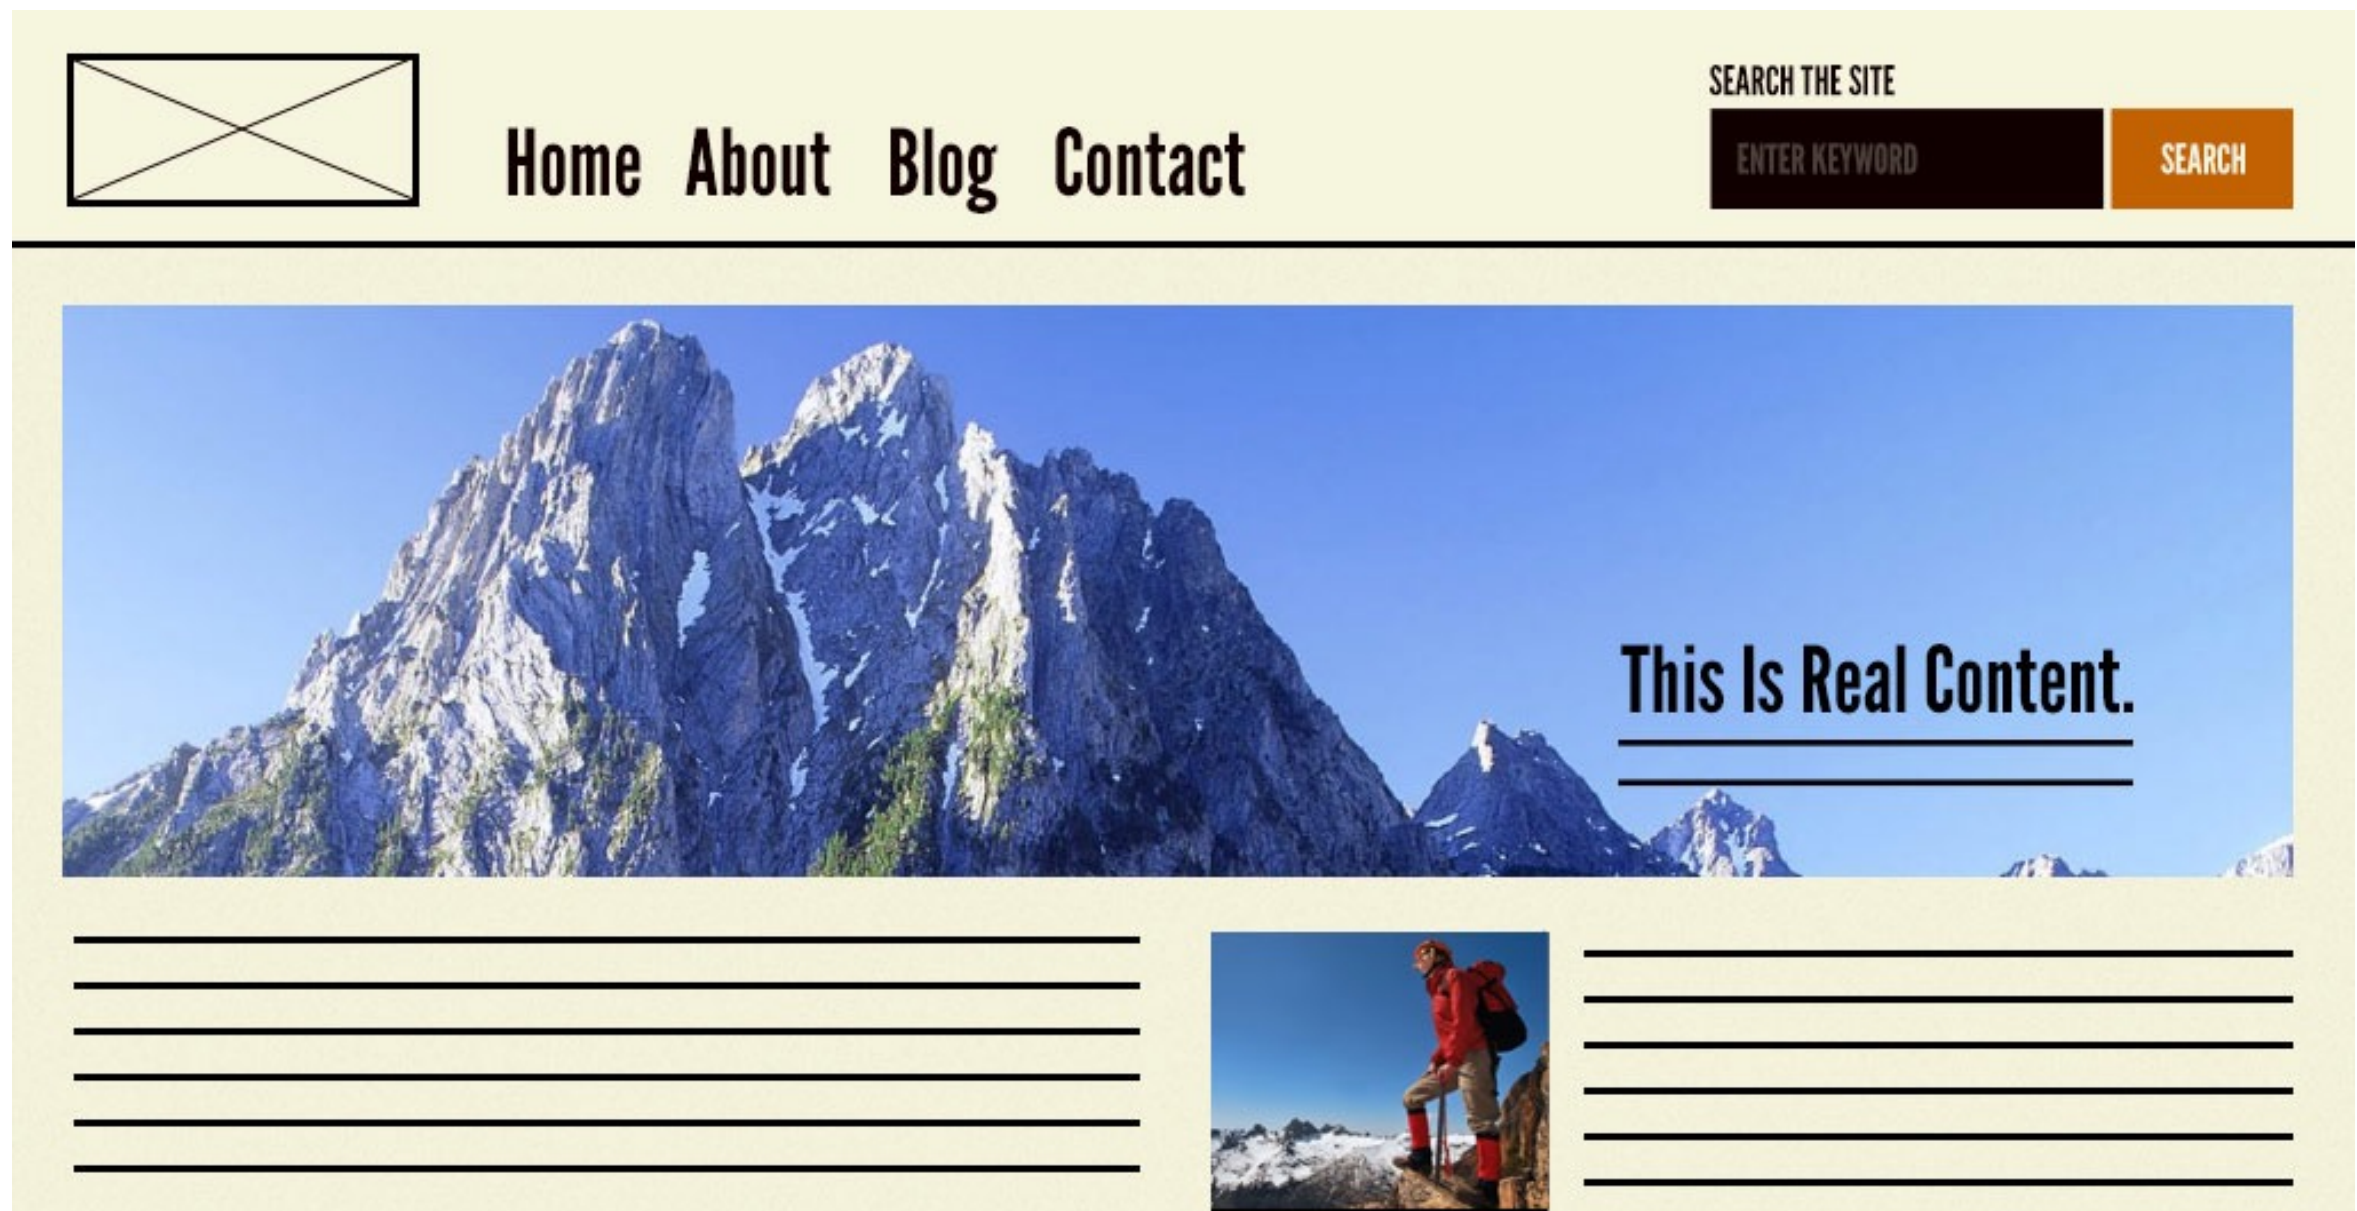 SEARCH THE SITE
Home About Blog Contact
ENTER KEYWORD
SEARCH
This Is Real Content.